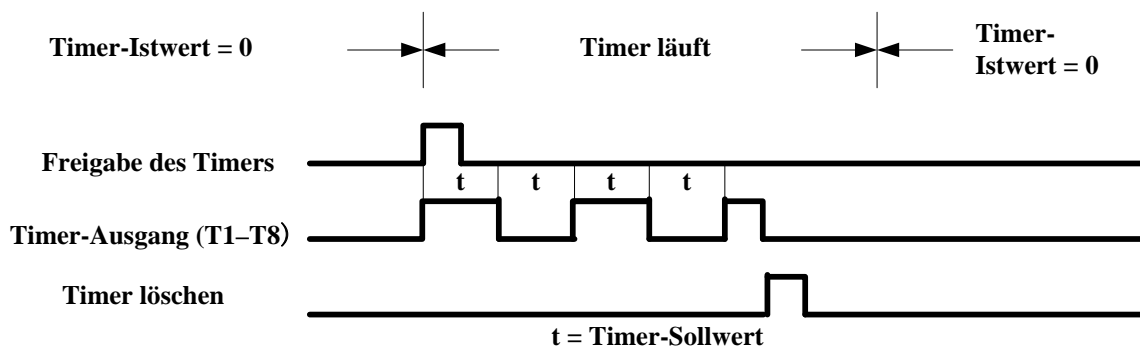 Timer-Istwert = 0
Timer läuft
Timer-
Istwert = 0
Freigabe des Timers
t t t t
Timer-Ausgang (T1–T8）
Timer löschen
t = Timer-Sollwert